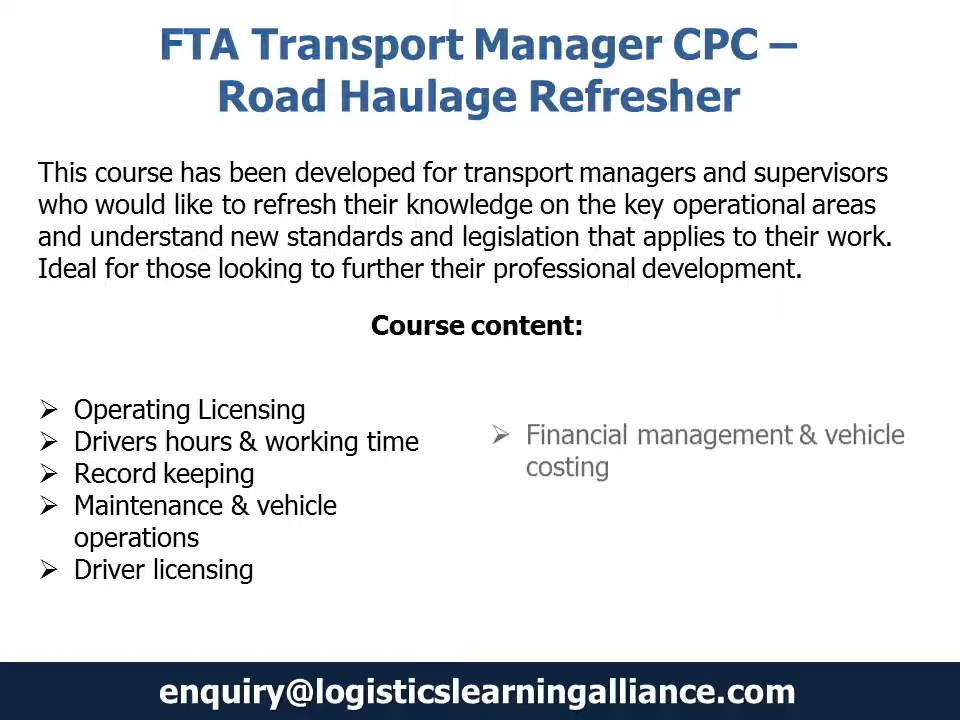 FTA Transport Manager CPC –
Road Haulage Refresher
This course has been developed for transport managers and supervisors
who would like to refresh their knowledge on the key operational areas
and understand new standards and legislation that applies to their work.
Ideal for those looking to further their professional development.
Course content:
➢ Operating Licensing
➢ Drivers hours & working time
➢ Record keeping
➢ Maintenance & vehicle
operations
➢ Driver licensing
➢ Financial management & vehicle
costing
enquiry@logisticslearningalliance.com